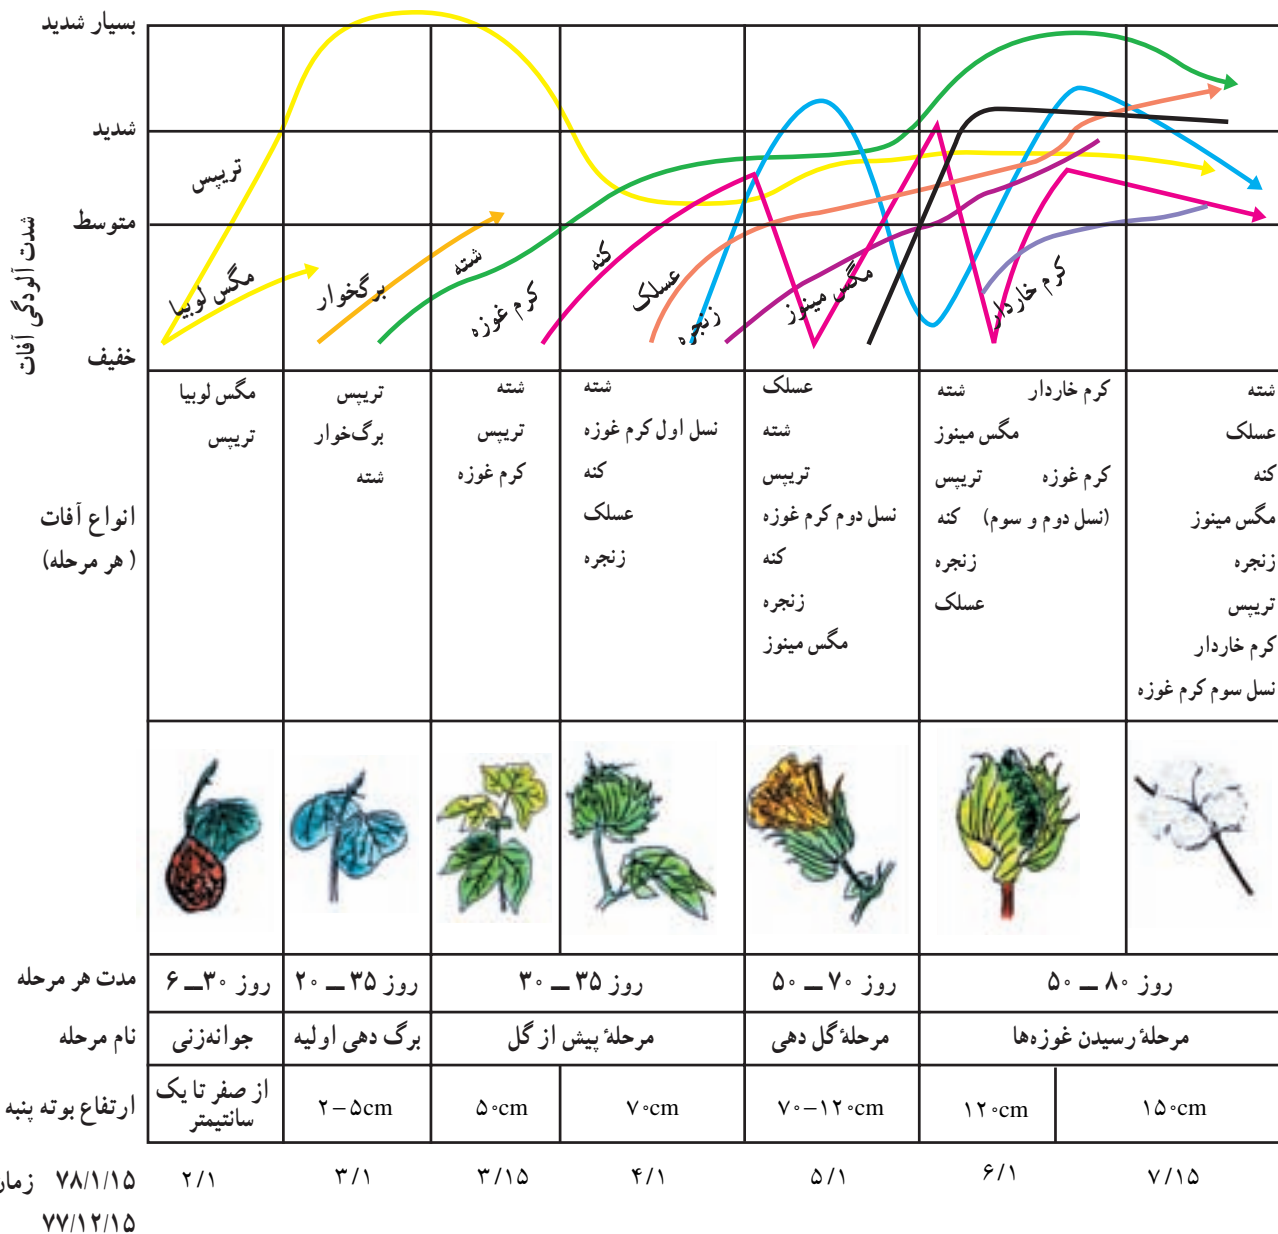 بسیار شدید
شدید
متوسط
خفیف
شدت آلودگی آفات
تریپس
مگس لوبیا
برگخوار
شته
کرم غوزه
کنه
عسلک
زنجره
مگس مینوز
کرم خاردار
انواع آفات
(هر مرحله)
مگس لوبیا
تریپس
تریپس
برگ‌خوار
شته
شته
تریپس
کرم غوزه
شته
نسل اول کرم غوزه
کنه
عسلک
زنجره
عسلک
شته
تریپس
نسل دوم کرم غوزه
کنه
زنجره
مگس مینوز
کرم خاردار شته
مگس مینوز
کرم غوزه تریپس
(نسل دوم و سوم) کنه
زنجره
عسلک
شته
عسلک
کنه
مگس مینوز
زنجره
تریپس
کرم خاردار
نسل سوم کرم غوزه
مدت هر مرحله
روز ۳۰ــ۶
روز ۳۵ ــ ۲۰
روز ۳۵ ــ ۳۰
روز ۷۰ ــ ۵۰
روز ۸۰ ــ ۵۰
نام مرحله
جوانه‌زنی
برگ دهی اولیه
مرحلهٔ پیش از گل
مرحلهٔ گل دهی
مرحلهٔ رسیدن غوزه‌ها
ارتفاع بوته پنبه
از صفر تا یک
سانتیمتر
۲–۵cm
۵۰cm
۷۰cm
۷۰–۱۲۰cm
۱۲۰cm
۱۵۰cm
۷۸/۱/۱۵
۲/۱
۳/۱
۳/۱۵
۴/۱
۵/۱
۶/۱
۷/۱۵
۷۷/۱۲/۱۵